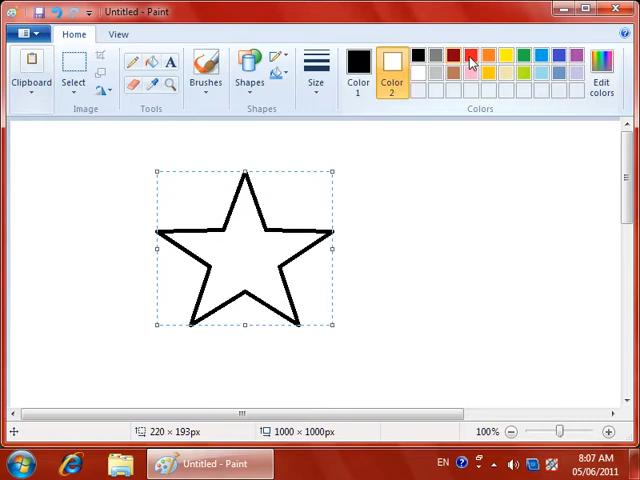 Untitled - Paint
Home View
Clipboard
Select
Image
A
Tools
Brushes
Shapes
Shapes
Size
Color 1
Color 2
Colors
Edit colors
220 × 193px
1000 × 1000px
100%
Untitled - Paint
EN
8:07 AM
05/06/2011